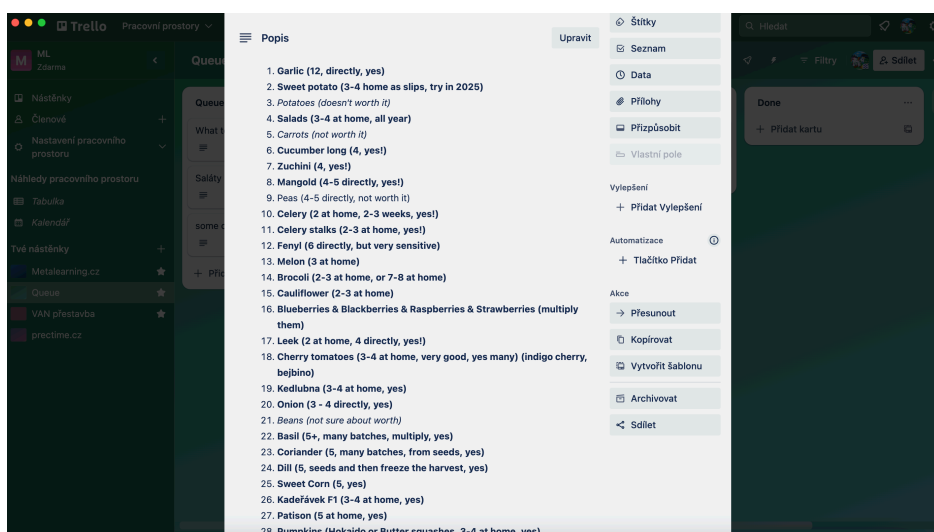 Trello
Pracovní prostory
Hledat
M
ML
Zdarma
Nástěnky
Členové
Nastavení pracovního
prostoru
Náhledy pracovního prostoru
Tabulka
Kalendář
Tvé nástěnky
Metalearning.cz
Queue
VAN přestavba
prectime.cz
Queue
What
Saláty
some
Popis
Upravit
1. Garlic (12, directly, yes)
2. Sweet potato (3-4 home as slips, try in 2025)
3. Potatoes (doesn't worth it)
4. Salads (3-4 at home, all year)
5. Carrots (not worth it)
6. Cucumber long (4, yes!)
7. Zuchini (4, yes!)
8. Mangold (4-5 directly, yes!)
9. Peas (4-5 directly, not worth it)
10. Celery (2 at home, 2-3 weeks, yes!)
11. Celery stalks (2-3 at home, yes!)
12. Fenyl (6 directly, but very sensitive)
13. Melon (3 at home)
14. Brocoli (2-3 at home, or 7-8 at home)
15. Cauliflower (2-3 at home)
16. Blueberries & Blackberries & Raspberries & Strawberries (multiply
them)
17. Leek (2 at home, 4 directly, yes!)
18. Cherry tomatoes (3-4 at home, very good, yes many) (indigo cherry,
bejbino)
19. Kedlubna (3-4 at home, yes)
20. Onion (3 - 4 directly, yes)
21. Beans (not sure about worth)
22. Basil (5+, many batches, multiply, yes)
23. Coriander (5, many batches, from seeds, yes)
24. Dill (5, seeds and then freeze the harvest, yes)
25. Sweet Corn (5, yes)
26. Kadeřávek F1 (3-4 at home, yes)
27. Patison (5 at home, yes)
28. Pumpkins (Hokaido or Butter squashes, 3-4 at home, yes)
Štítky
Seznam
Data
Přílohy
Přizpůsobit
Vlastní pole
Vylepšení
+ Přidat Vylepšení
Automatizace
+ Tlačítko Přidat
Akce
Přesunout
Kopírovat
Vytvořit šablonu
Archivovat
Sdílet
Filtry
Sdílet
Done
+ Přidat kartu